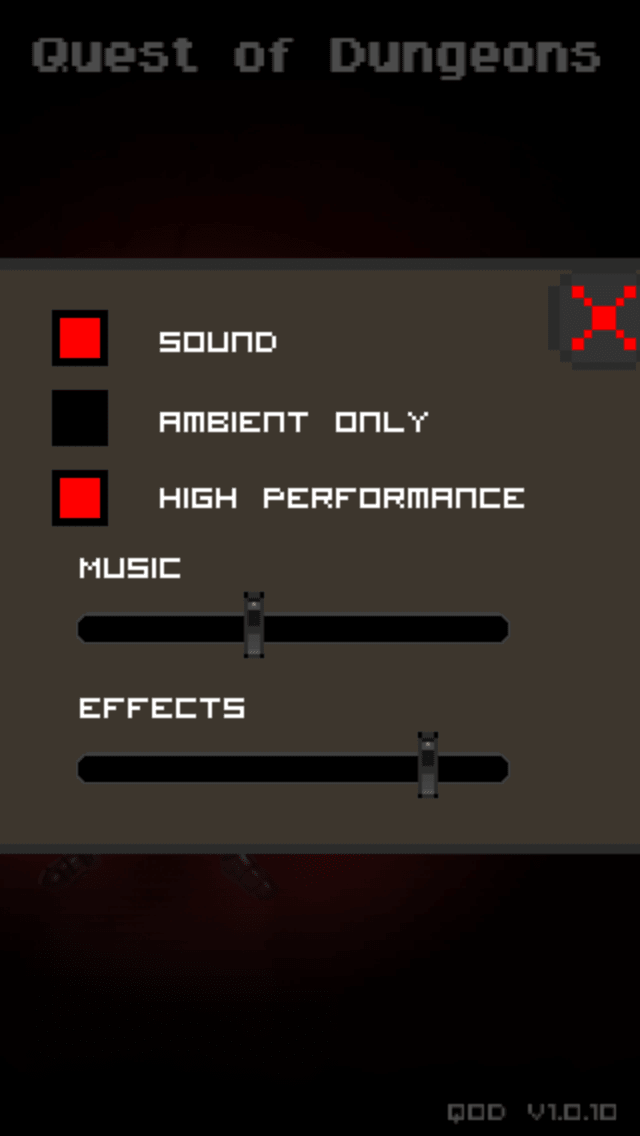 Quest of Dungeons
SOUND
AMBIENT ONLY
HIGH PERFORMANCE
MUSIC
EFFECTS
QOD V1.0.10